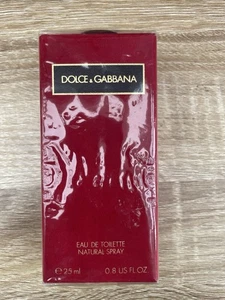 DOLCE & GABBANA
EAU DE TOILETTE
NATURAL SPRAY
℮ 25 ml 0.8 US FL.OZ